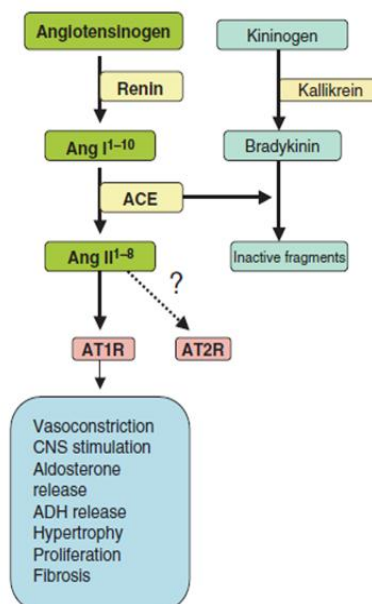 Anglotensinogen
Kininogen
Renin
Kallikrein
Ang I¹⁻¹⁰
Bradykinin
ACE
Ang II¹⁻⁸
Inactive fragments
?
AT1R
AT2R
Vasoconstriction
CNS stimulation
Aldosterone
release
ADH release
Hypertrophy
Proliferation
Fibrosis